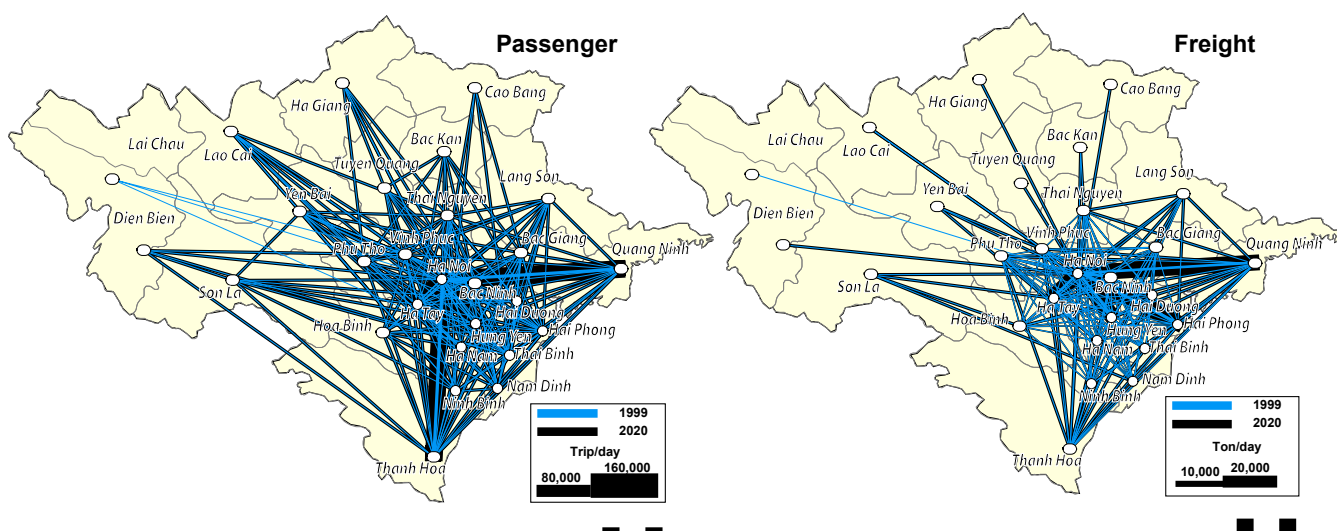 Passenger
Ha Giang
Cao Bang
Lai Chau
Lao Cai
Bac Kan
Tuyen Quang
Lang Son
Yen Bai
Thai Nguyen
Dien Bien
Vinh Phuc
Phu Tho
Bac Giang
Quang Ninh
Ha Noi
Son La
Bac Ninh
Ha Tay
Hai Duong
Hoa Binh
Hung Yen
Hai Phong
Ha Nam
Thai Binh
Nam Dinh
Ninh Binh
Thanh Hoa
1999
2020
Trip/day
80,000
160,000
Freight
Ha Giang
Cao Bang
Lai Chau
Lao Cai
Bac Kan
Tuyen Quang
Lang Son
Yen Bai
Thai Nguyen
Dien Bien
Vinh Phuc
Phu Tho
Bac Giang
Quang Ninh
Ha Noi
Son La
Bac Ninh
Ha Tay
Hai Duong
Hoa Binh
Hung Yen
Hai Phong
Ha Nam
Thai Binh
Nam Dinh
Ninh Binh
Thanh Hoa
1999
2020
Ton/day
10,000
20,000